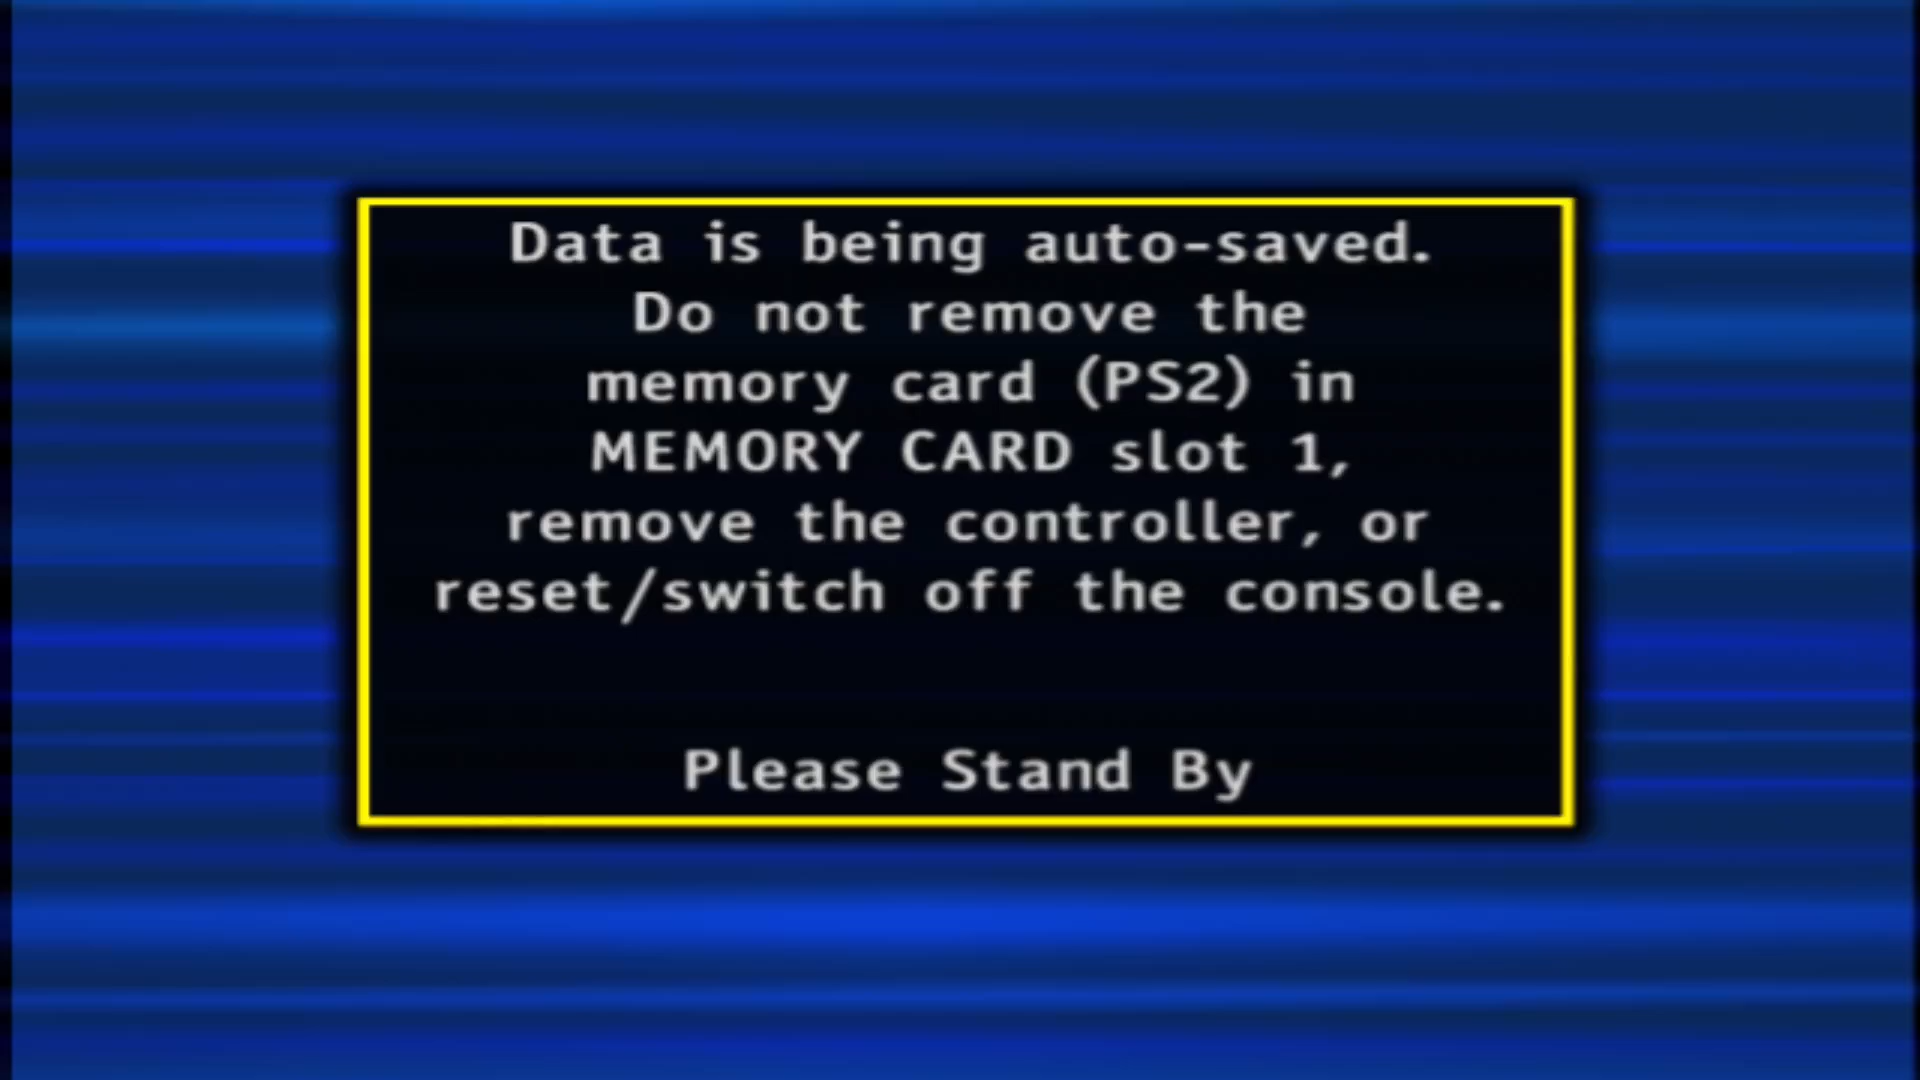 Data is being auto-saved.
Do not remove the
memory card (PS2) in
MEMORY CARD slot 1,
remove the controller, or
reset/switch off the console.
Please Stand By